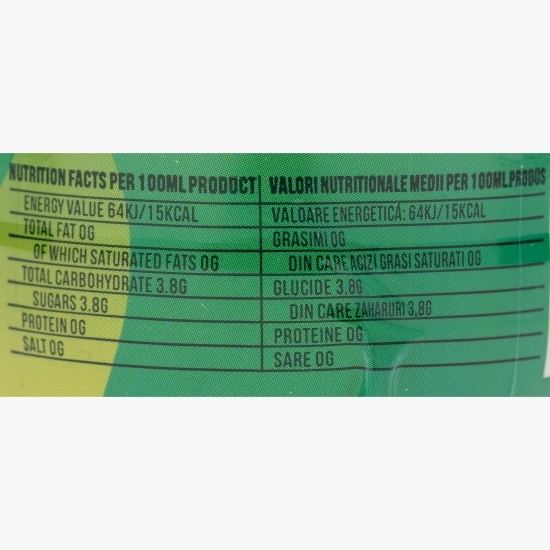 NUTRITION FACTS PER 100ML PRODUCT
ENERGY VALUE 64KJ/15KCAL
TOTAL FAT 0G
OF WHICH SATURATED FATS 0G
TOTAL CARBOHYDRATE 3.8G
SUGARS 3.8G
PROTEIN 0G
SALT 0G
VALORI NUTRITIONALE MEDII PER 100ML PRODUS
VALOARE ENERGETICĂ: 64KJ/15KCAL
GRASIMI 0G
DIN CARE ACIZI GRASI SATURATI 0G
GLUCIDE 3,8G
DIN CARE ZAHARURI 3,8G
PROTEINE 0G
SARE 0G